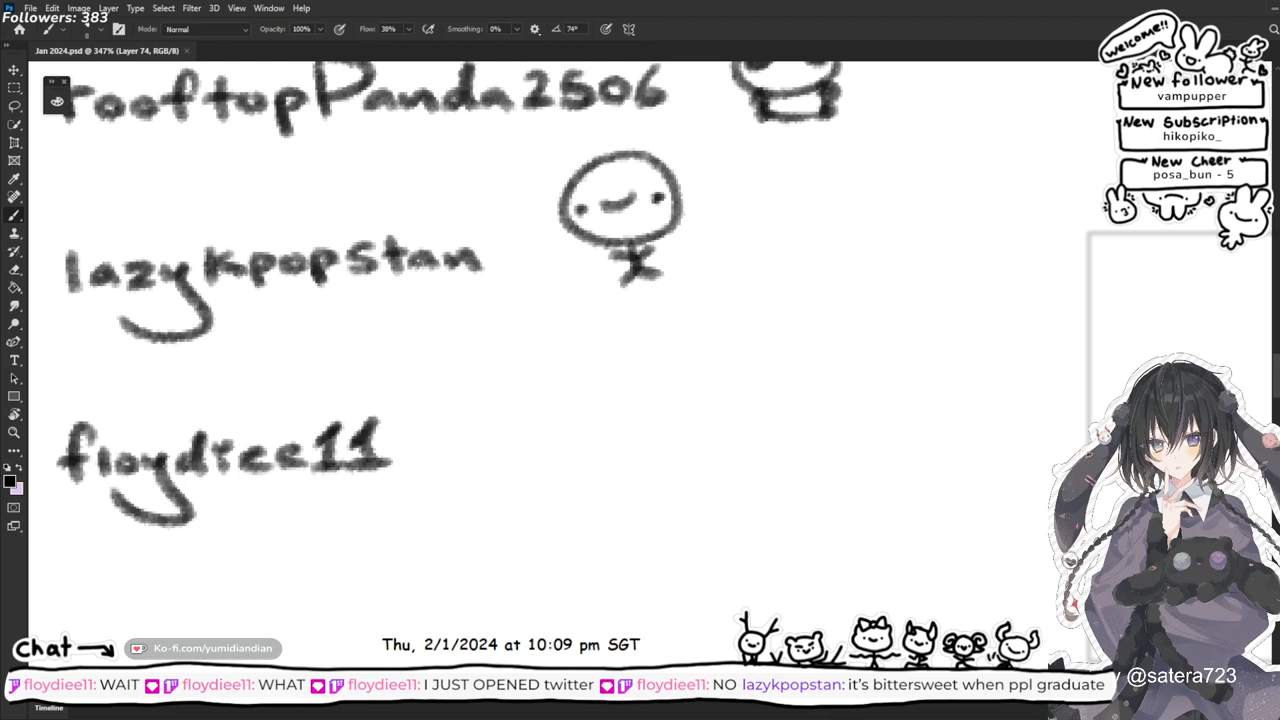 File Edit Image Layer Type Select Filter 3D View Window Help
Followers: 383
Mode: Normal Opacity: 100% Flow: 38% Smoothing: 0% 74°
Jan 2024.psd @ 347% (Layer 74, RGB/8)
rooftopPanda2506
lazykpopstan
floydiee11
welcome!!
New follower
vampupper
New Subscription
hikopiko_
New Cheer
posa_bun - 5
Chat
Ko-fi.com/yumidiandian
Thu, 2/1/2024 at 10:09 pm SGT
floydiee11: WAIT floydiee11: WHAT floydiee11: I JUST OPENED twitter floydiee11: NO lazykpopstan: it's bittersweet when ppl graduate
@satera723
Timeline